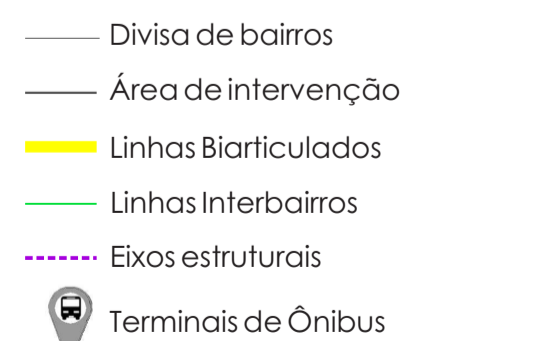 Divisa de bairros
Área de intervenção
Linhas Biarticulados
Linhas Interbairros
Eixos estruturais
Terminais de Ônibus